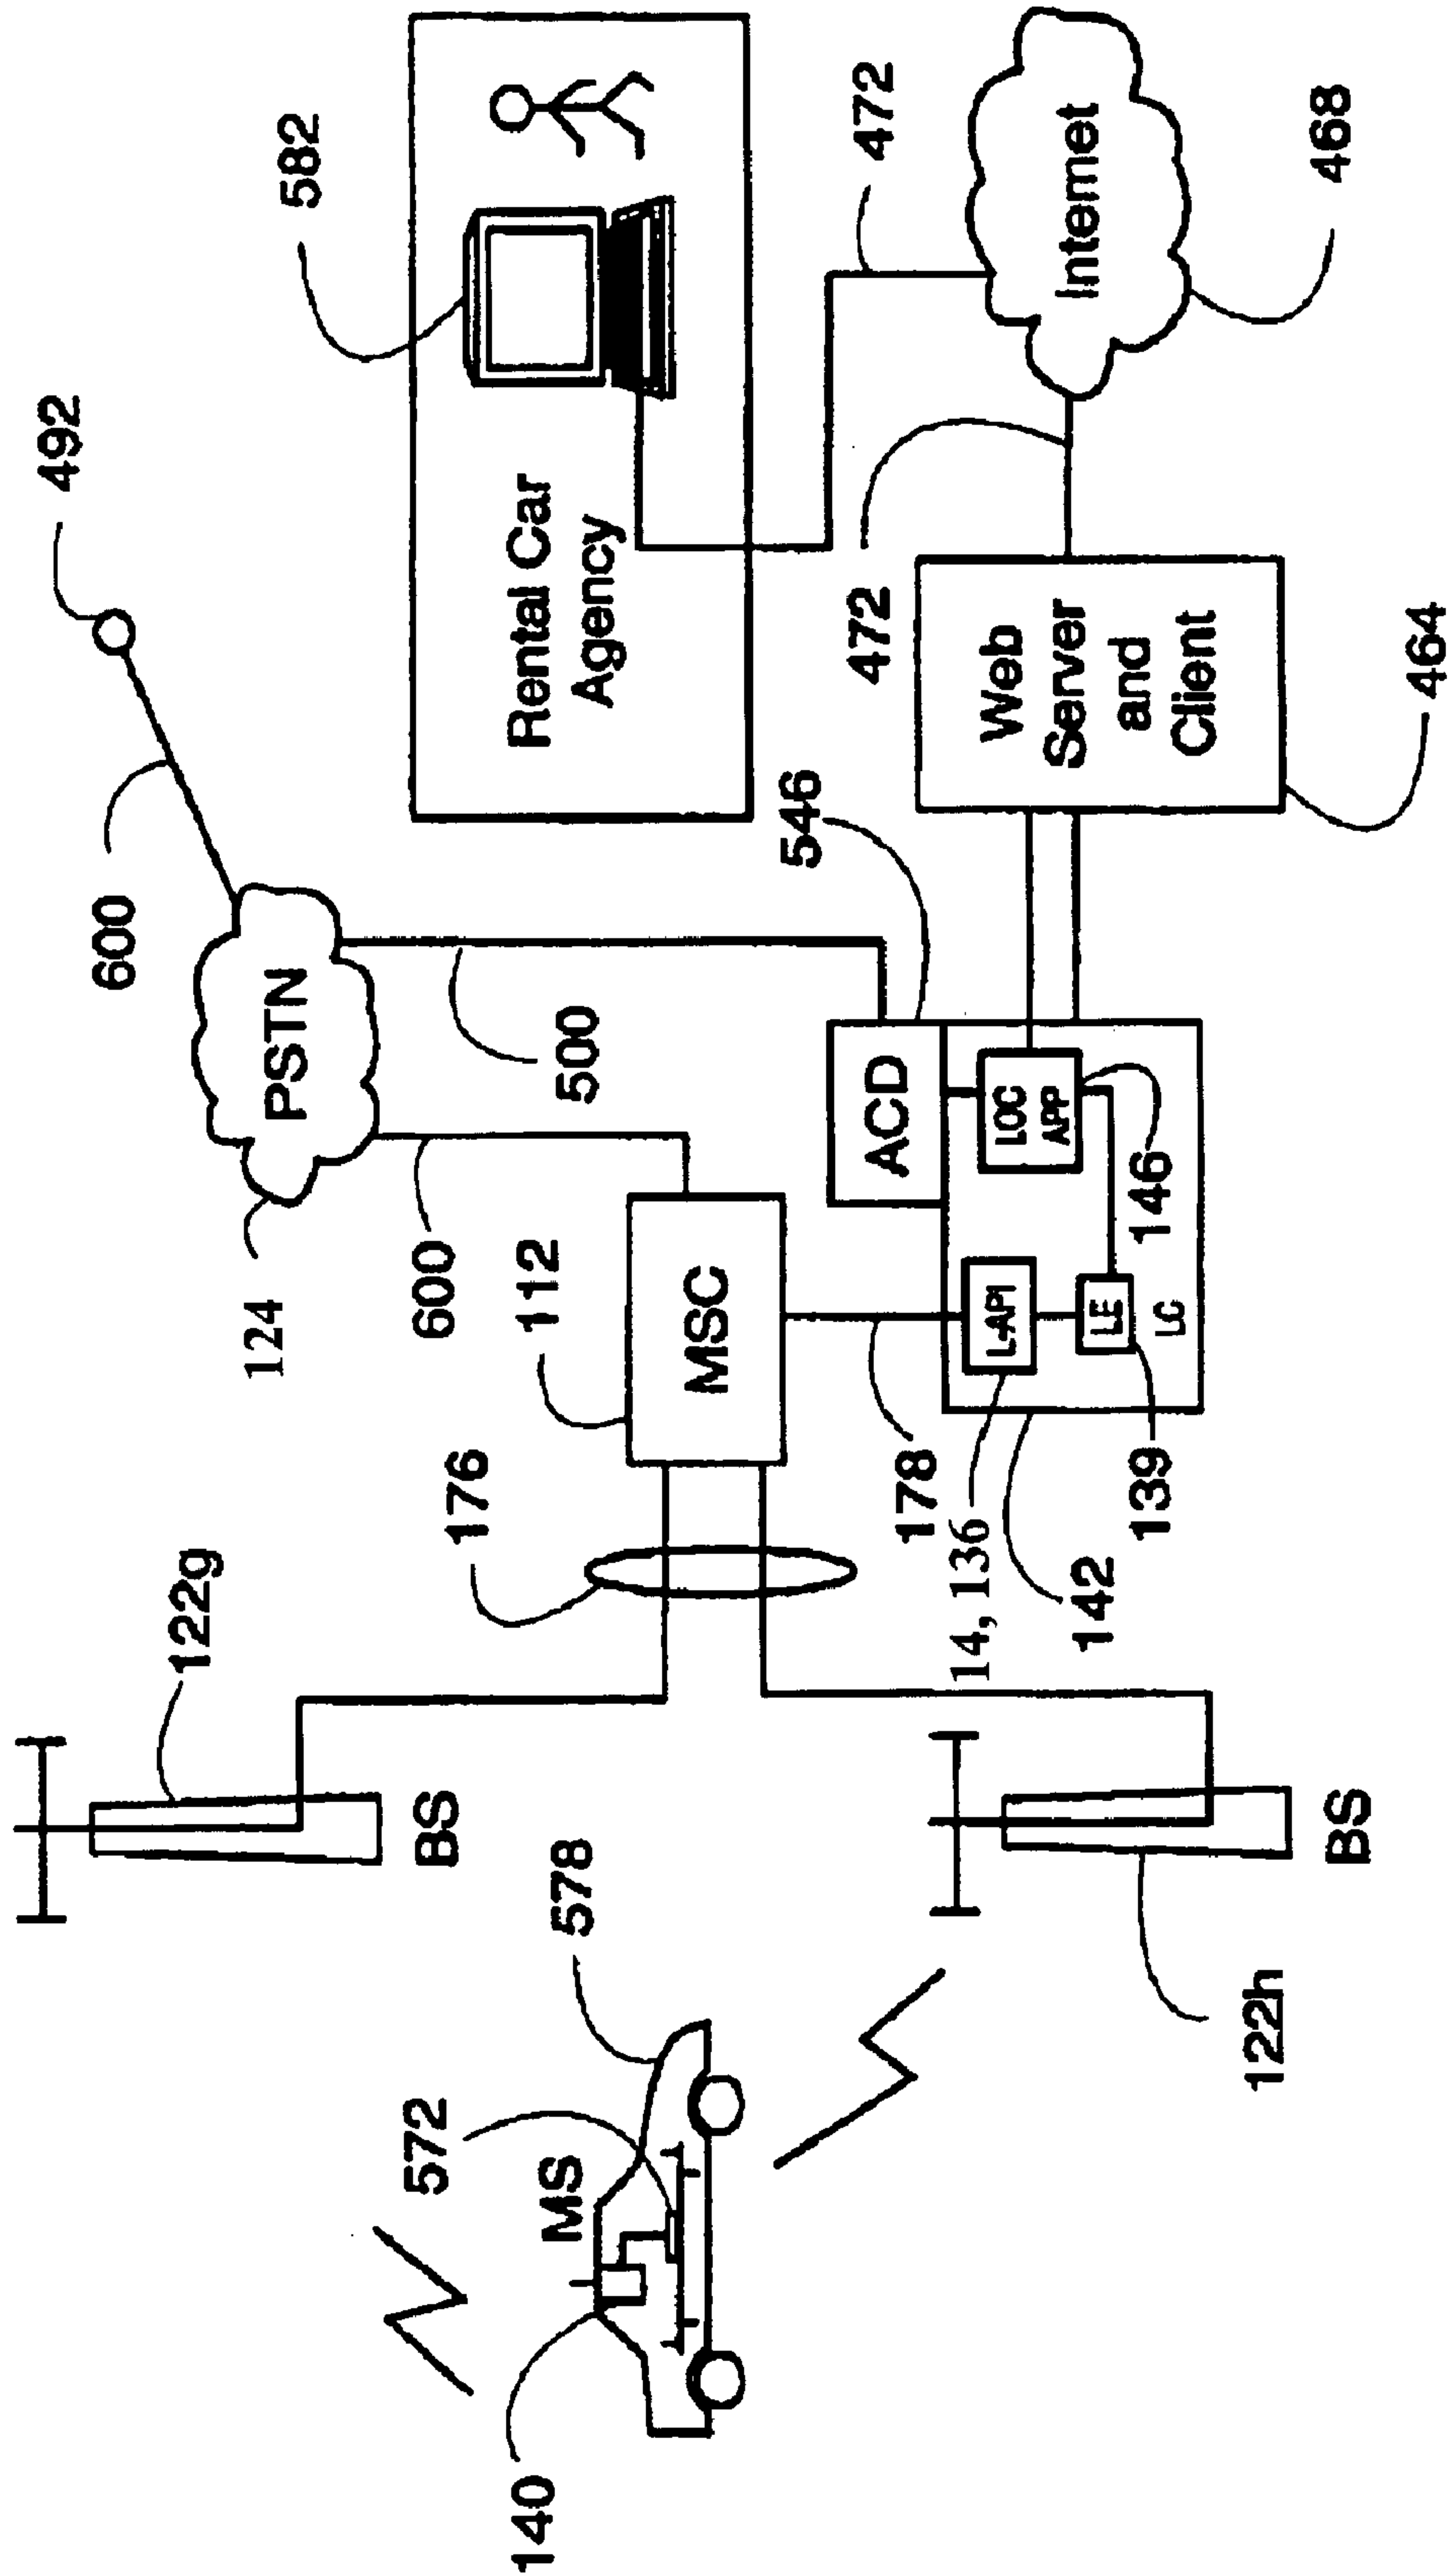 492
600
PSTN
124
582
Rental Car
Agency
600
500
472
Internet
468
472
Web
Server
and
Client
464
546
ACD
LOC
APP
146
112
MSC
176
178
L-API
LE
LC
14, 136
139
142
122g
BS
578
572
MS
140
122h
BS